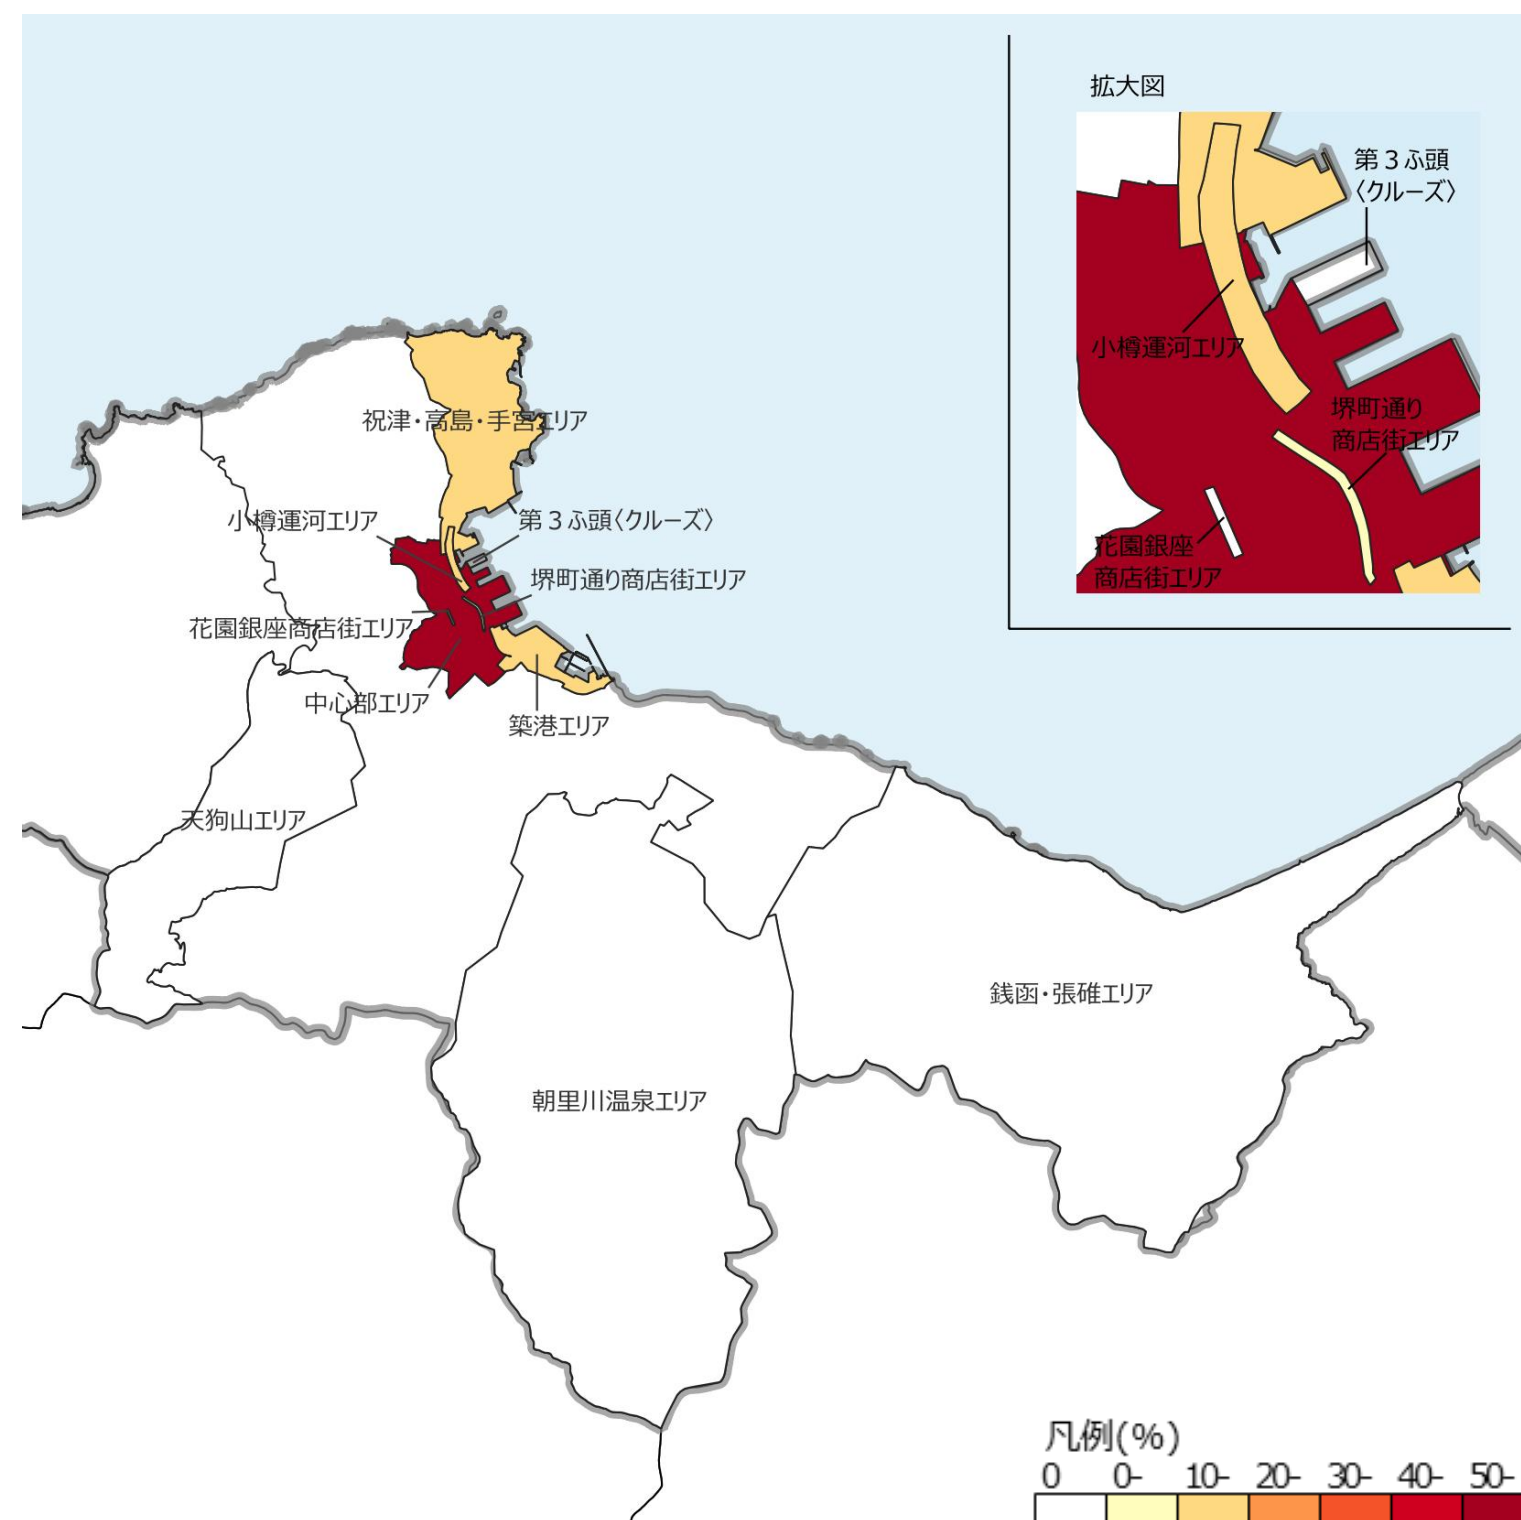 拡大図
第3ふ頭
〈クルーズ〉
小樽運河エリア
堺町通り
商店街エリア
花園銀座
商店街エリア
祝津・高島・手宮エリア
小樽運河エリア
第3ふ頭〈クルーズ〉
堺町通り商店街エリア
花園銀座商店街エリア
中心部エリア
築港エリア
天狗山エリア
銭函・張碓エリア
朝里川温泉エリア
凡例(%)
0 0- 10- 20- 30- 40- 50-